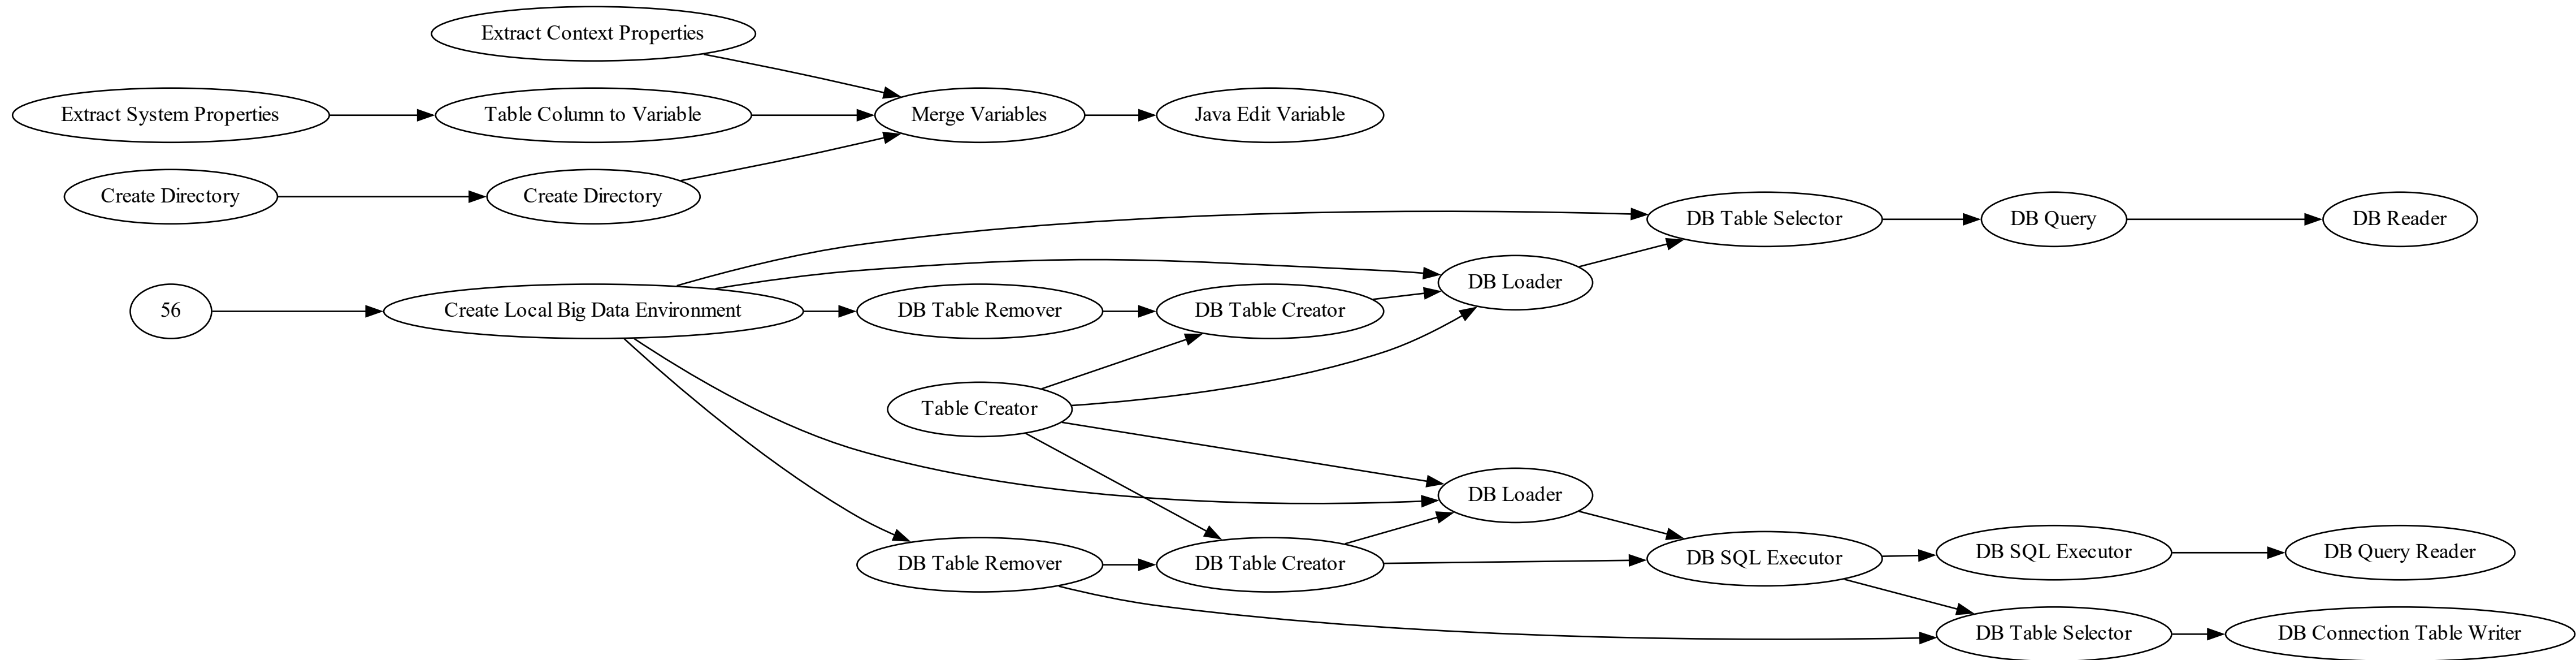 Extract Context Properties
Extract System Properties
Table Column to Variable
Merge Variables
Java Edit Variable
Create Directory
Create Directory
DB Table Selector
DB Query
DB Reader
56
Create Local Big Data Environment
DB Table Remover
DB Table Creator
DB Loader
Table Creator
DB Loader
DB Table Remover
DB Table Creator
DB SQL Executor
DB SQL Executor
DB Query Reader
DB Table Selector
DB Connection Table Writer